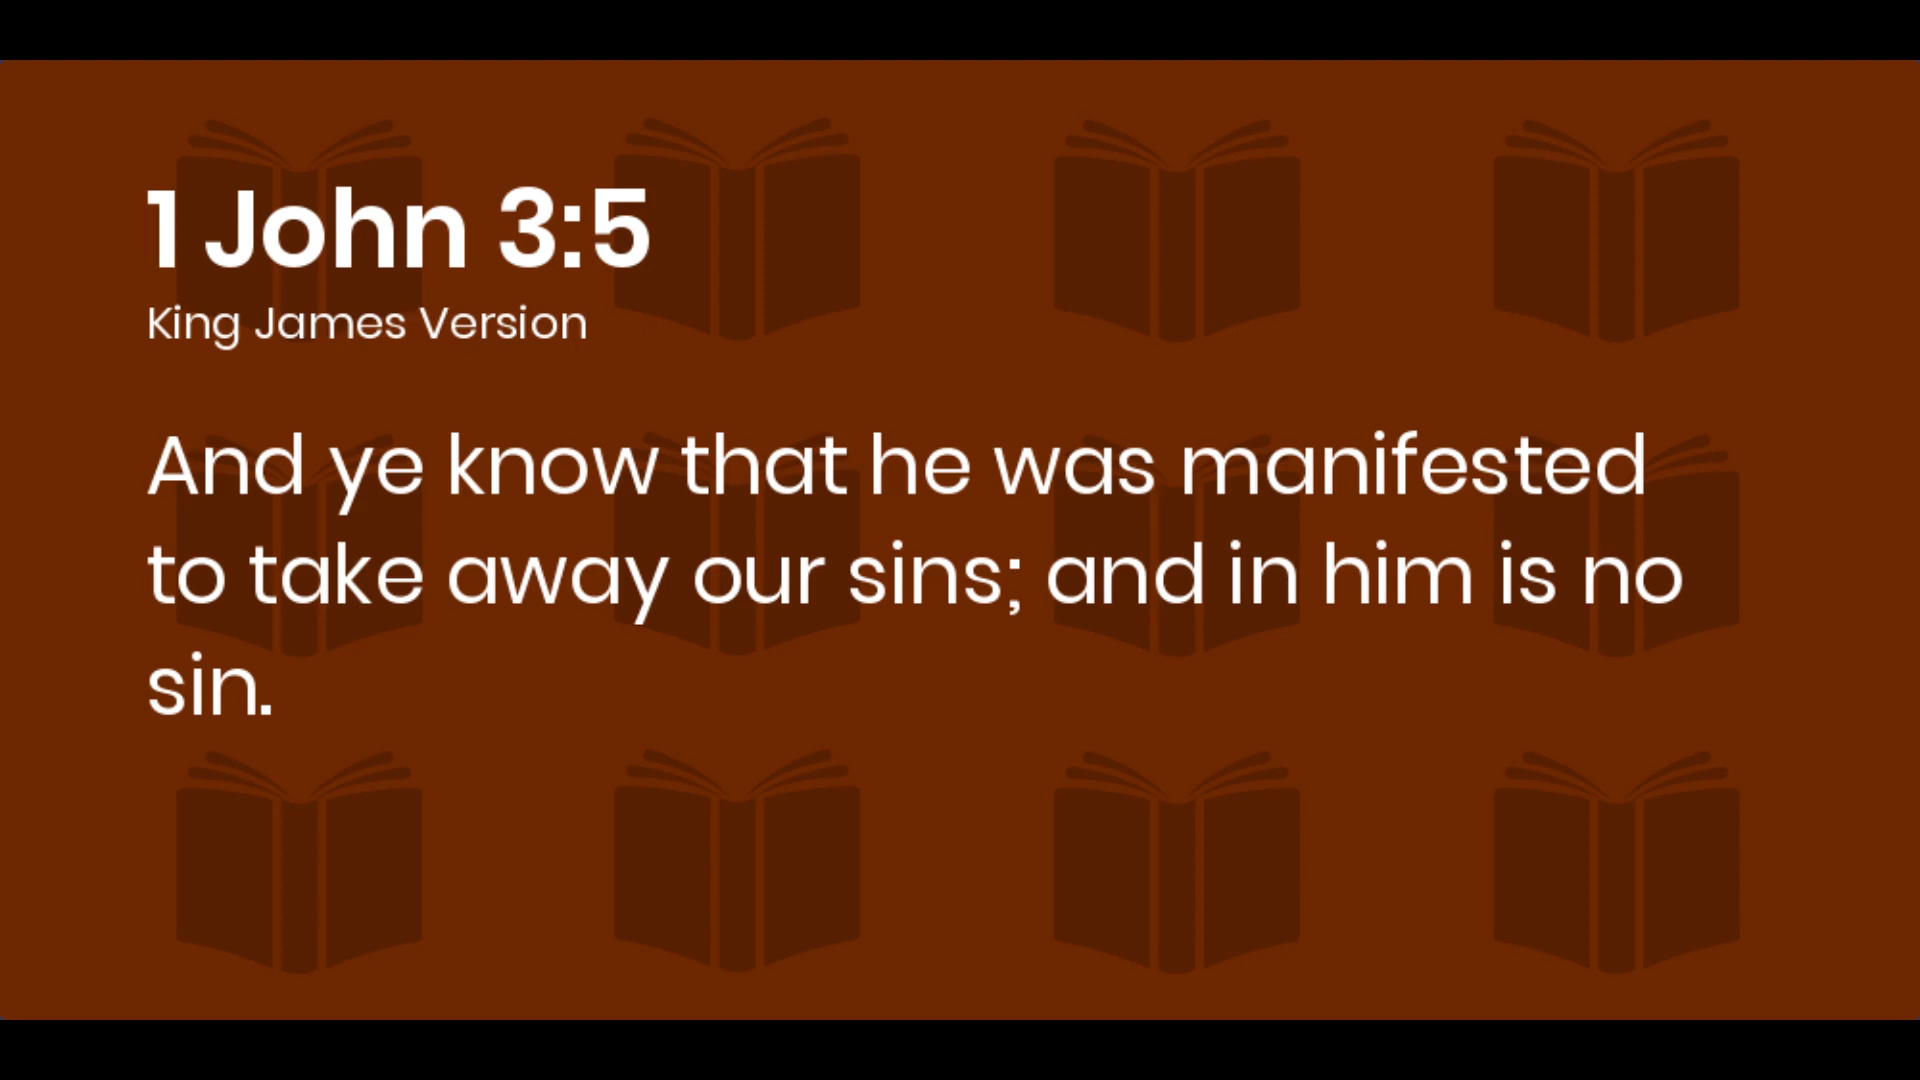 1 John 3:5
King James Version
And ye know that he was manifested
to take away our sins; and in him is no
sin.